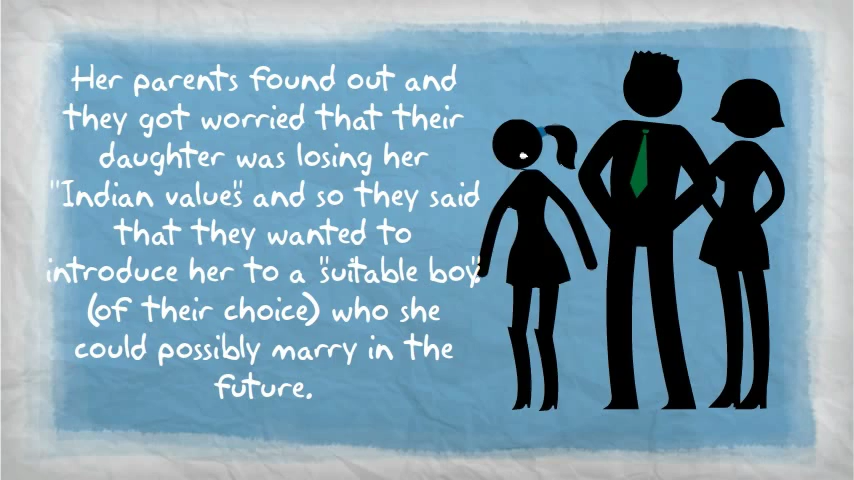 Her parents found out and
they got worried that their
daughter was losing her
"Indian values" and so they said
that they wanted to
introduce her to a "suitable boy"
(of their choice) who she
could possibly marry in the
future.